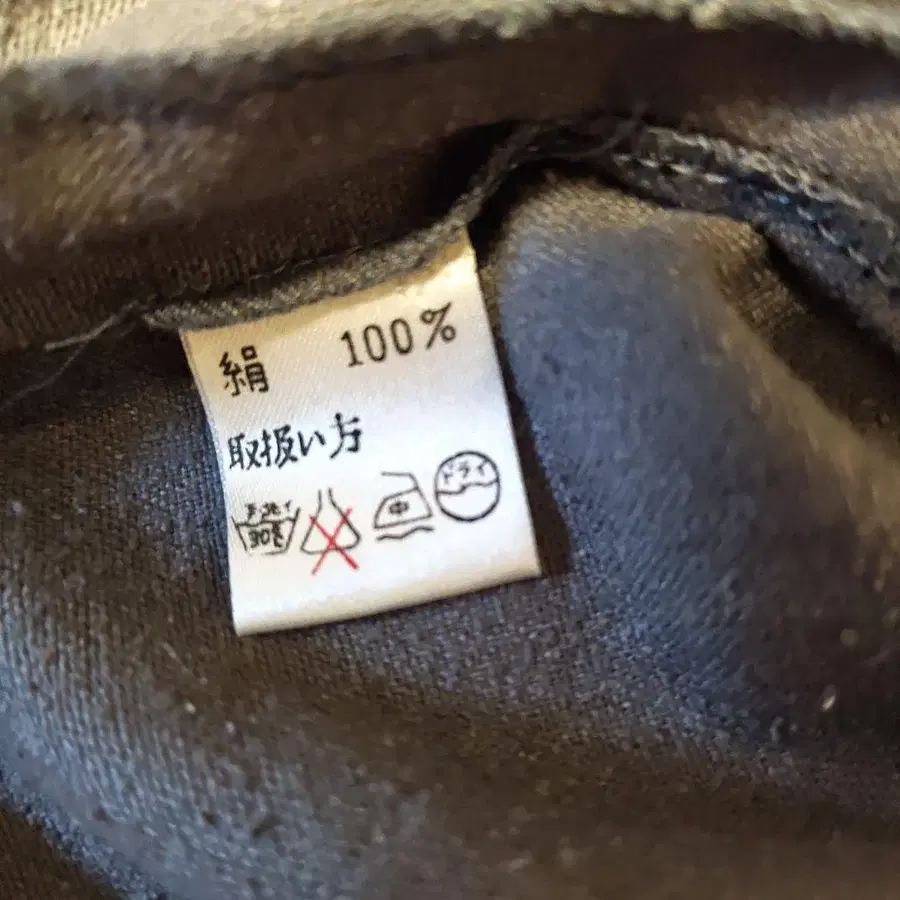 絹 100%
取扱い方
手洗イ 30 中 ドライ